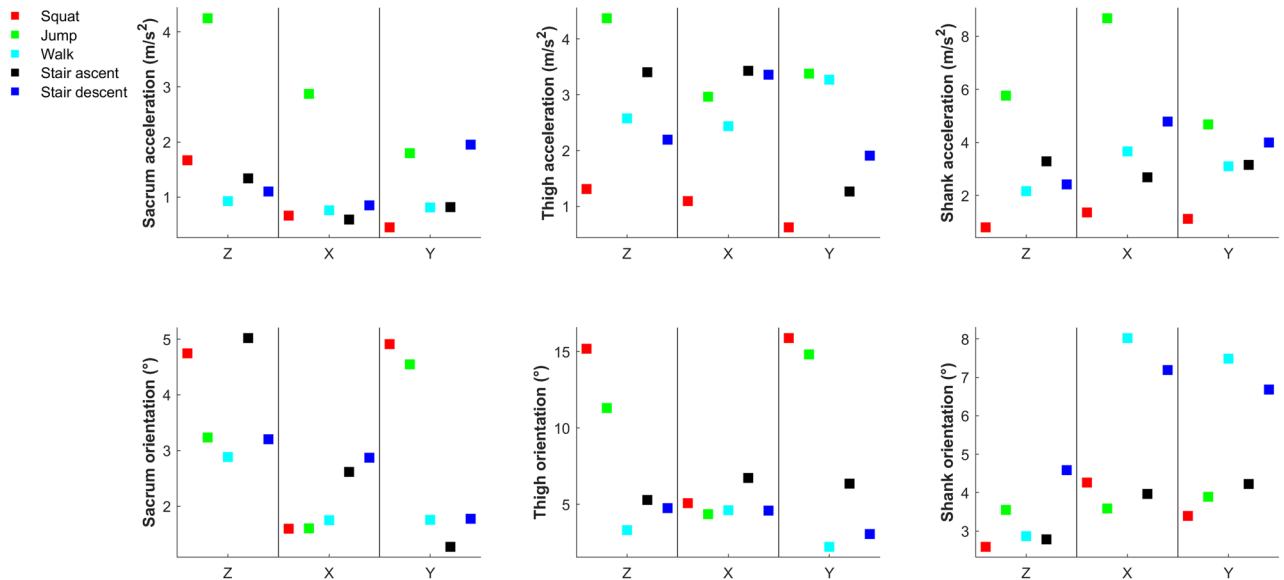 Squat
Jump
Walk
Stair ascent
Stair descent
Sacrum acceleration (m/s²)
4
3
2
1
Z X Y
Thigh acceleration (m/s²)
4
3
2
1
Z X Y
Shank acceleration (m/s²)
8
6
4
2
Z X Y
Sacrum orientation (°)
5
4
3
2
Z X Y
Thigh orientation (°)
15
10
5
Z X Y
Shank orientation (°)
8
7
6
5
4
3
Z X Y